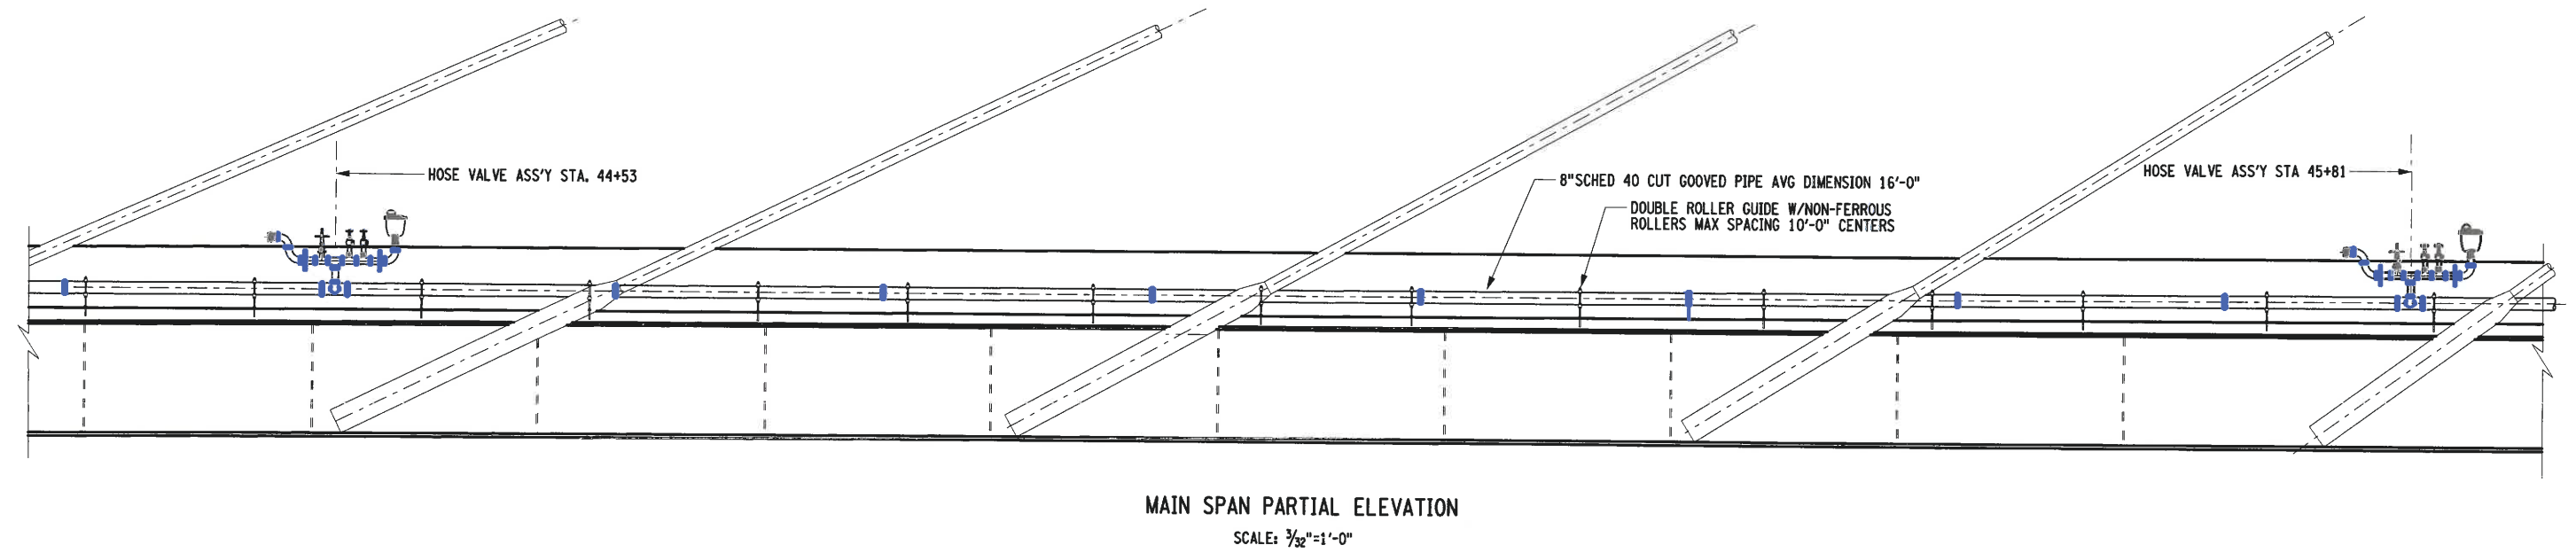 HOSE VALVE ASS'Y STA. 44+53
HOSE VALVE ASS'Y STA 45+81
8"SCHED 40 CUT GOOVED PIPE AVG DIMENSION 16'-0"
DOUBLE ROLLER GUIDE W/NON-FERROUS
ROLLERS MAX SPACING 10'-0" CENTERS
MAIN SPAN PARTIAL ELEVATION
SCALE: 3/32"=1'-0"